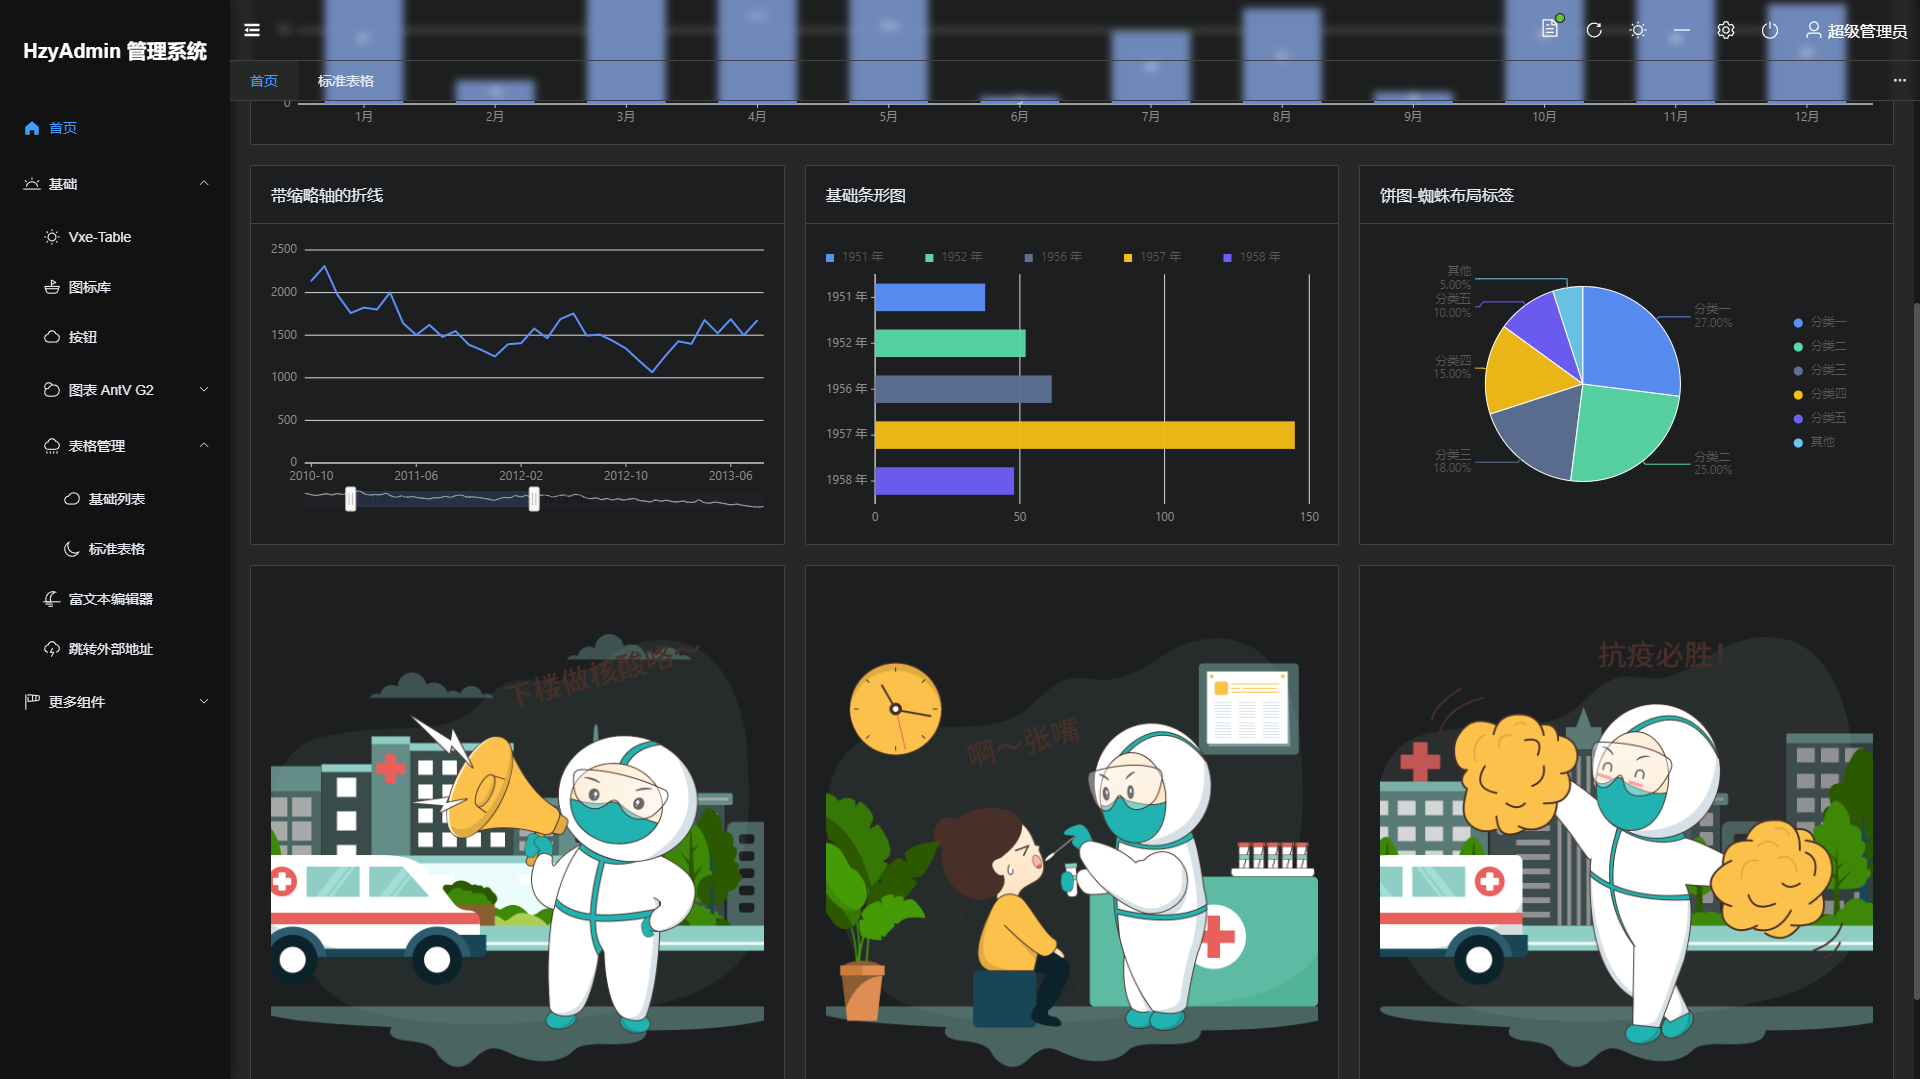 HzyAdmin 管理系统
首页
基础
Vxe-Table
图标库
按钮
图表 AntV G2
表格管理
基础列表
标准表格
富文本编辑器
跳转外部地址
更多组件
超级管理员
首页
标准表格
0
1月 2月 3月 4月 5月 6月 7月 8月 9月 10月 11月 12月
带缩略轴的折线
2500
2000
1500
1000
500
0
2010-10 2011-06 2012-02 2012-10 2013-06
基础条形图
1951 年 1952 年 1956 年 1957 年 1958 年
1951 年
1952 年
1956 年
1957 年
1958 年
0 50 100 150
饼图-蜘蛛布局标签
其他
5.00%
分类五
10.00%
分类四
15.00%
分类三
18.00%
分类一
27.00%
分类二
25.00%
分类一
分类二
分类三
分类四
分类五
其他
下楼做核酸咯~
啊~张嘴
抗疫必胜!